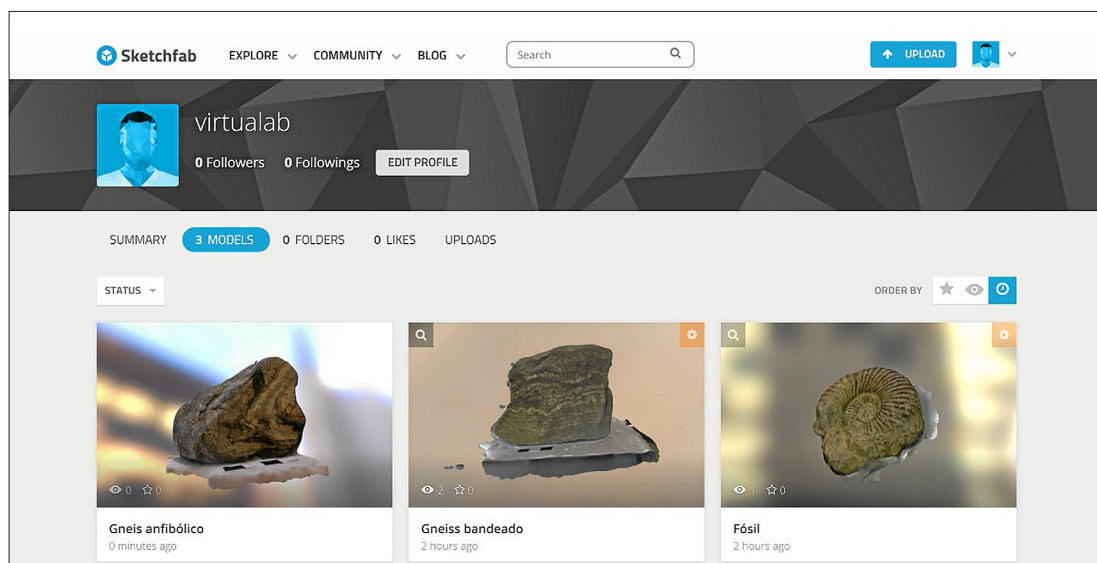 Sketchfab EXPLORE COMMUNITY BLOG Search UPLOAD
virtualab
0 Followers 0 Followings EDIT PROFILE
SUMMARY 3 MODELS 0 FOLDERS 0 LIKES UPLOADS
STATUS ORDER BY
0 0 2 0 1 0
Gneis anfibólico Gneiss bandeado Fósil
0 minutes ago 2 hours ago 2 hours ago